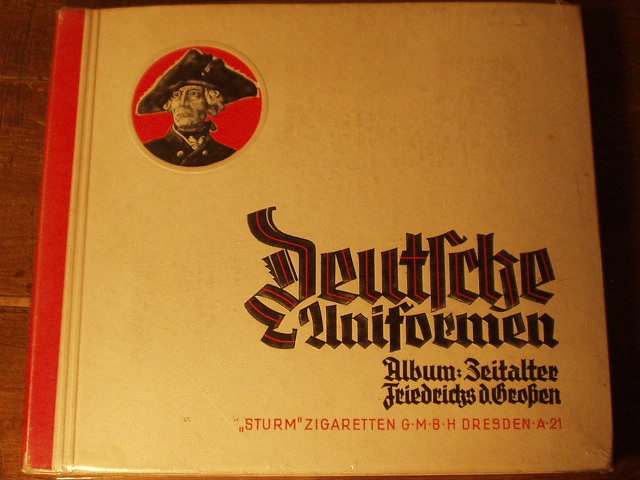 Deutsche
Uniformen
Album: Zeitalter
Friedrichs d. Großen
„STURM" ZIGARETTEN G·M·B·H DRESDEN·A·21